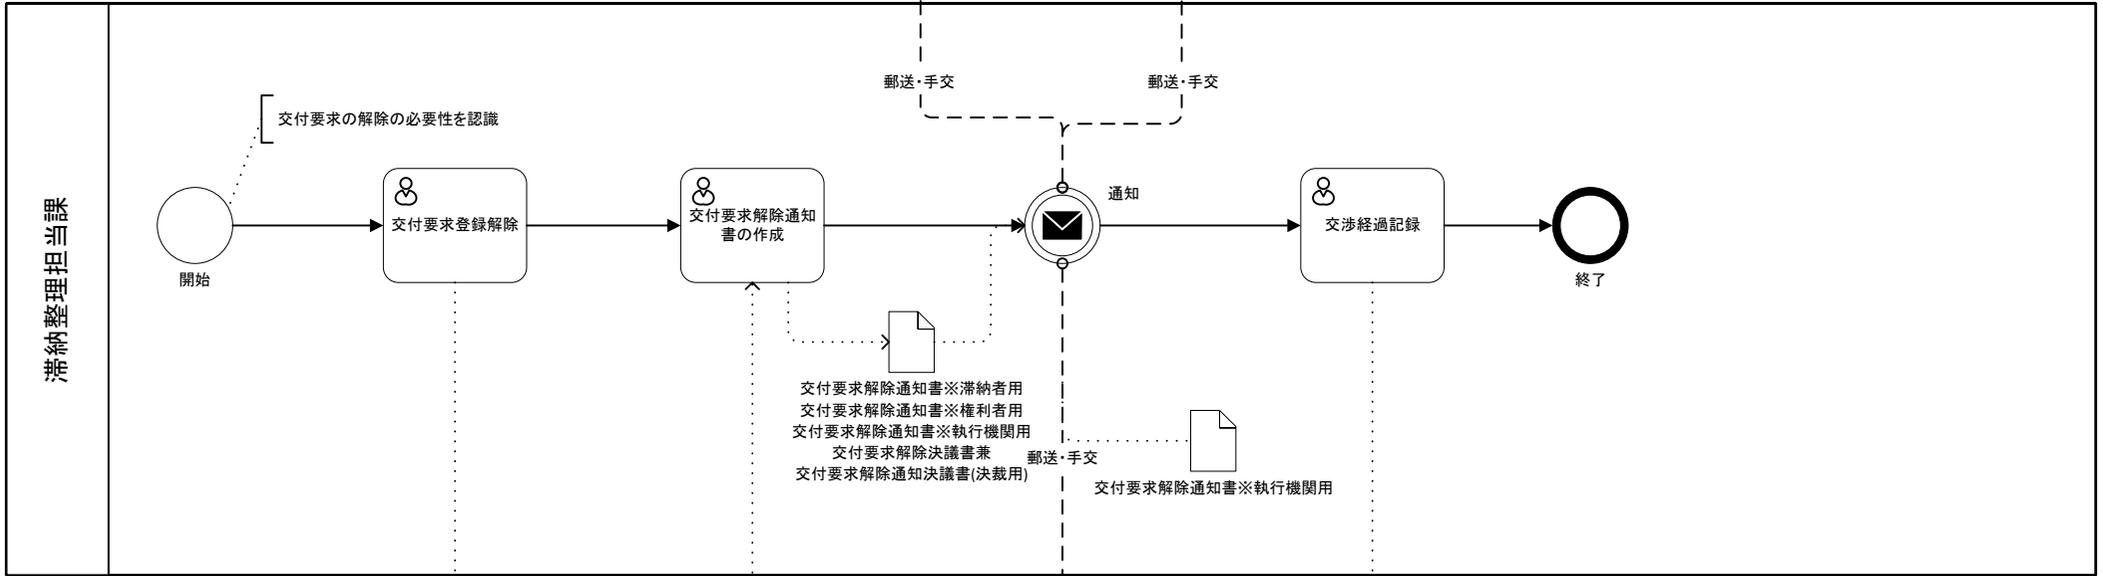 滞納整理担当課
郵送・手交
郵送・手交
交付要求の解除の必要性を認識
通知
開始
交付要求登録解除
交付要求解除通知
書の作成
交渉経過記録
終了
交付要求解除通知書※滞納者用
交付要求解除通知書※権利者用
交付要求解除通知書※執行機関用
交付要求解除決議書兼
交付要求解除通知決議書(決裁用)
郵送・手交
交付要求解除通知書※執行機関用